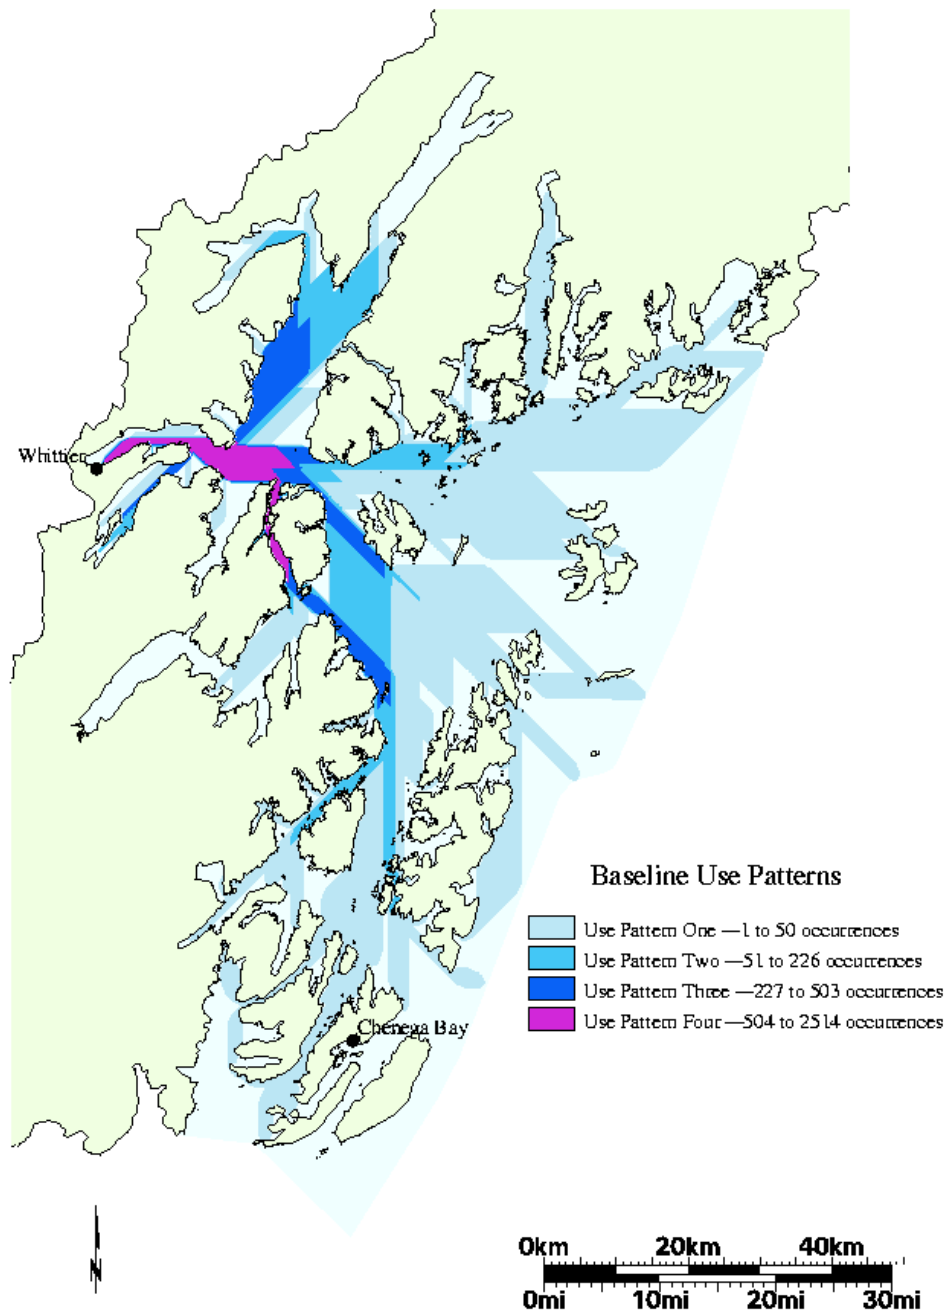 Whittier
Baseline Use Patterns
Use Pattern One —1 to 50 occurrences
Use Pattern Two —51 to 226 occurrences
Use Pattern Three —227 to 503 occurrences
Use Pattern Four —504 to 2514 occurrences
Chenega Bay
N
0km 20km 40km
0mi 10mi 20mi 30mi